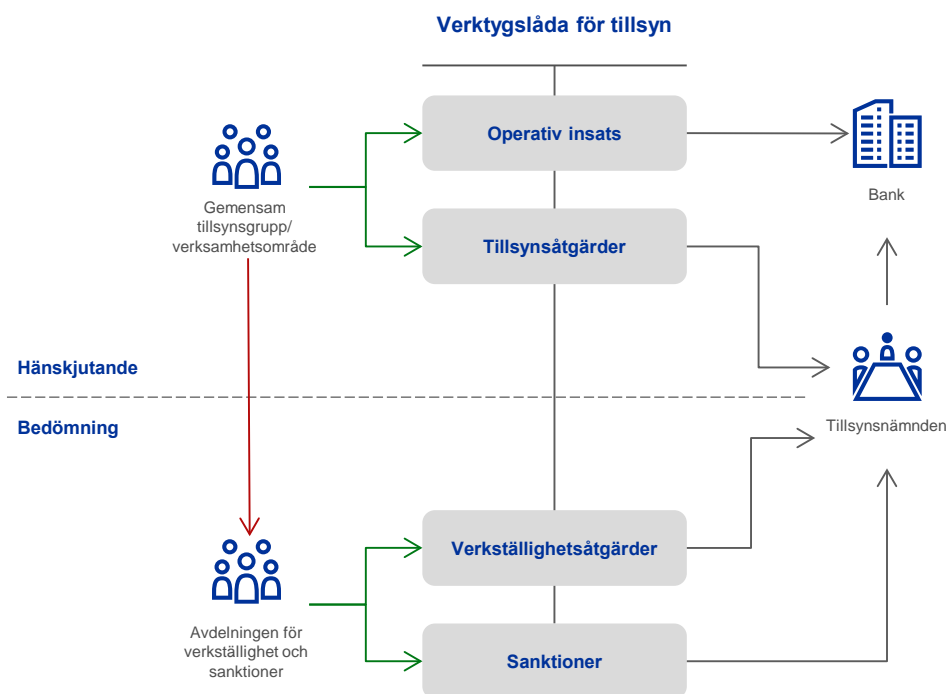 Verktygslåda för tillsyn
Operativ insats
Gemensam
tillsynsgrupp/
verksamhetsområde
Bank
Tillsynsåtgärder
Hänskjutande
Bedömning
Tillsynsnämnden
Verkställighetsåtgärder
Avdelningen för
verkställighet och
sanktioner
Sanktioner